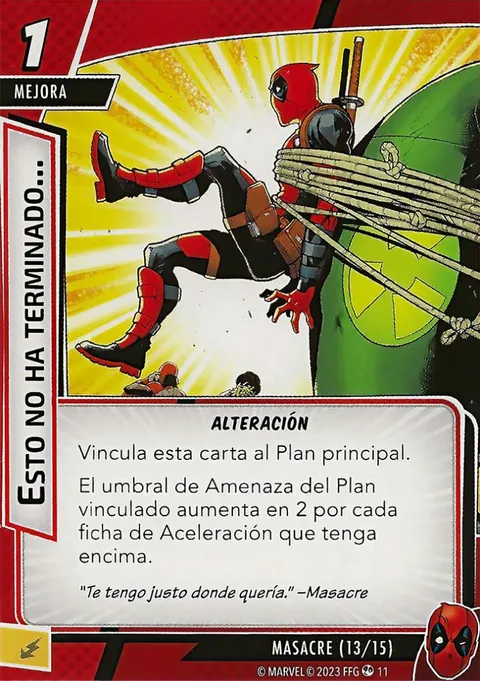 1
MEJORA
ESTO NO HA TERMINADO...
ALTERACIÓN
Vincula esta carta al Plan principal.
El umbral de Amenaza del Plan
vinculado aumenta en 2 por cada
ficha de Aceleración que tenga
encima.
"Te tengo justo donde quería." –Masacre
MASACRE (13/15)
© MARVEL © 2023 FFG 11